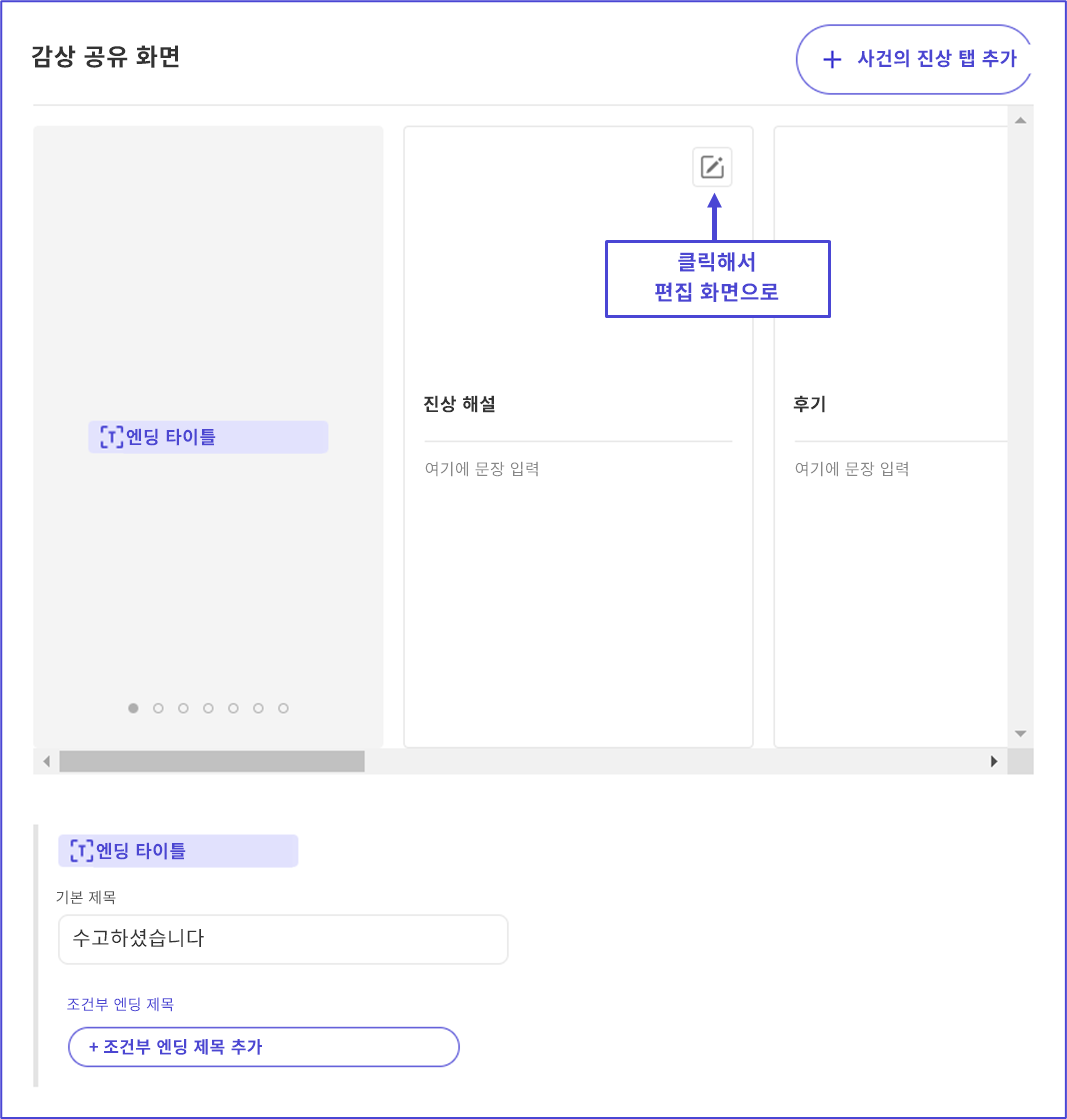 감상 공유 화면
+ 사건의 진상 탭 추가
클릭해서
편집 화면으로
진상 해설
여기에 문장 입력
후기
여기에 문장 입력
[T]엔딩 타이틀
[T]엔딩 타이틀
기본 제목
수고하셨습니다
조건부 엔딩 제목
+ 조건부 엔딩 제목 추가